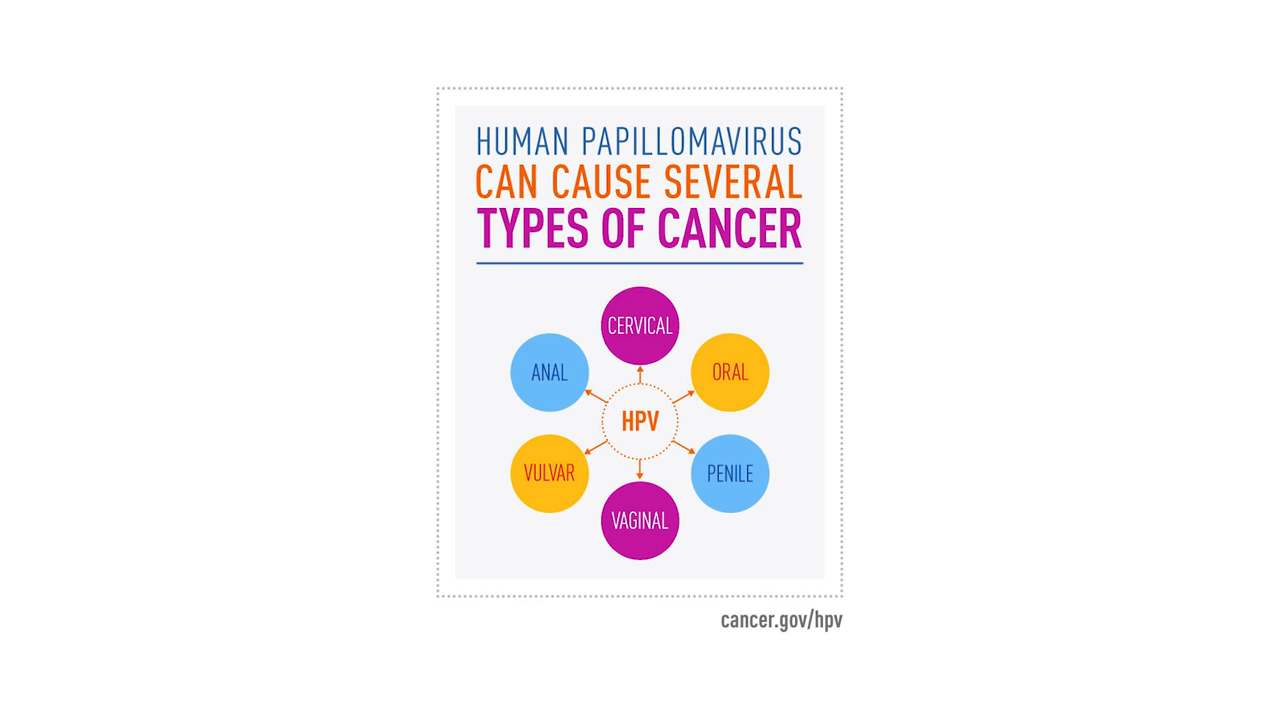 HUMAN PAPILLOMAVIRUS
CAN CAUSE SEVERAL
TYPES OF CANCER
CERVICAL
ANAL
ORAL
HPV
VULVAR
PENILE
VAGINAL
cancer.gov/hpv